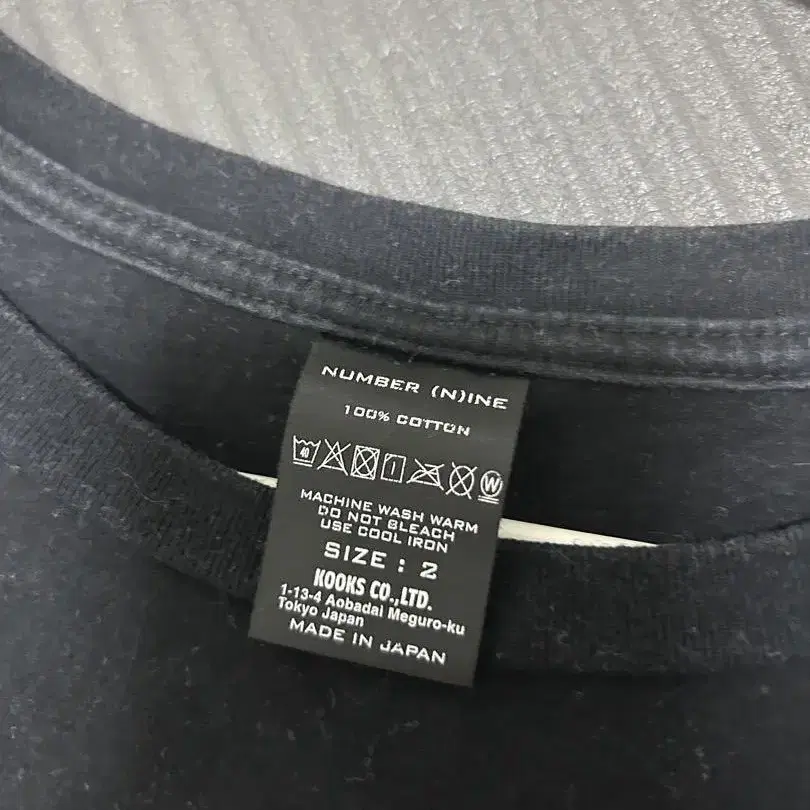 NUMBER (N)INE
100% COTTON
40
W
MACHINE WASH WARM
DO NOT BLEACH
USE COOL IRON
SIZE : 2
KOOKS CO.,LTD.
1-13-4 Aobadai Meguro-ku
Tokyo Japan
MADE IN JAPAN